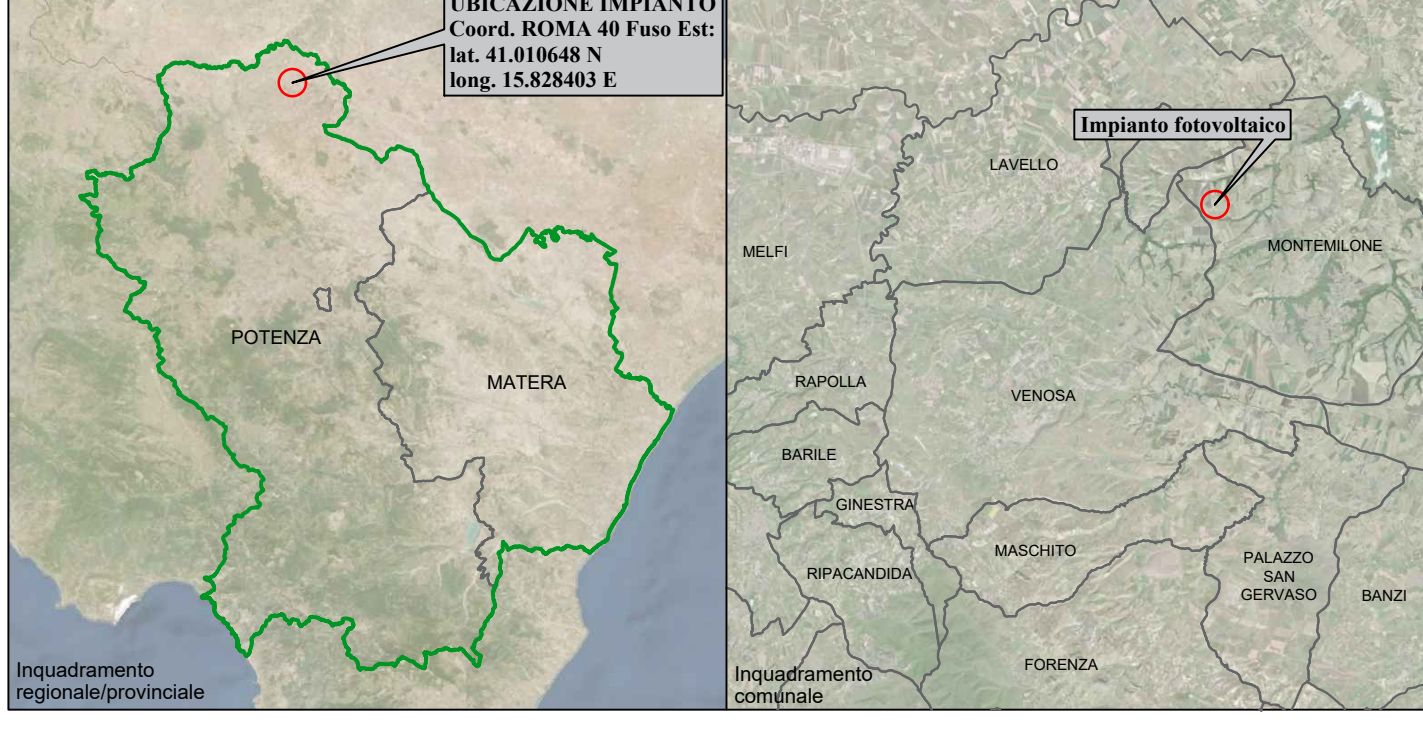 UBICAZIONE IMPIANTO
Coord. ROMA 40 Fuso Est:
lat. 41.010648 N
long. 15.828403 E
POTENZA
MATERA
Inquadramento
regionale/provinciale
Impianto fotovoltaico
LAVELLO
MELFI
MONTEMILONE
RAPOLLA
VENOSA
BARILE
GINESTRA
MASCHITO
RIPACANDIDA
PALAZZO
SAN
GERVASO
BANZI
FORENZA
Inquadramento
comunale